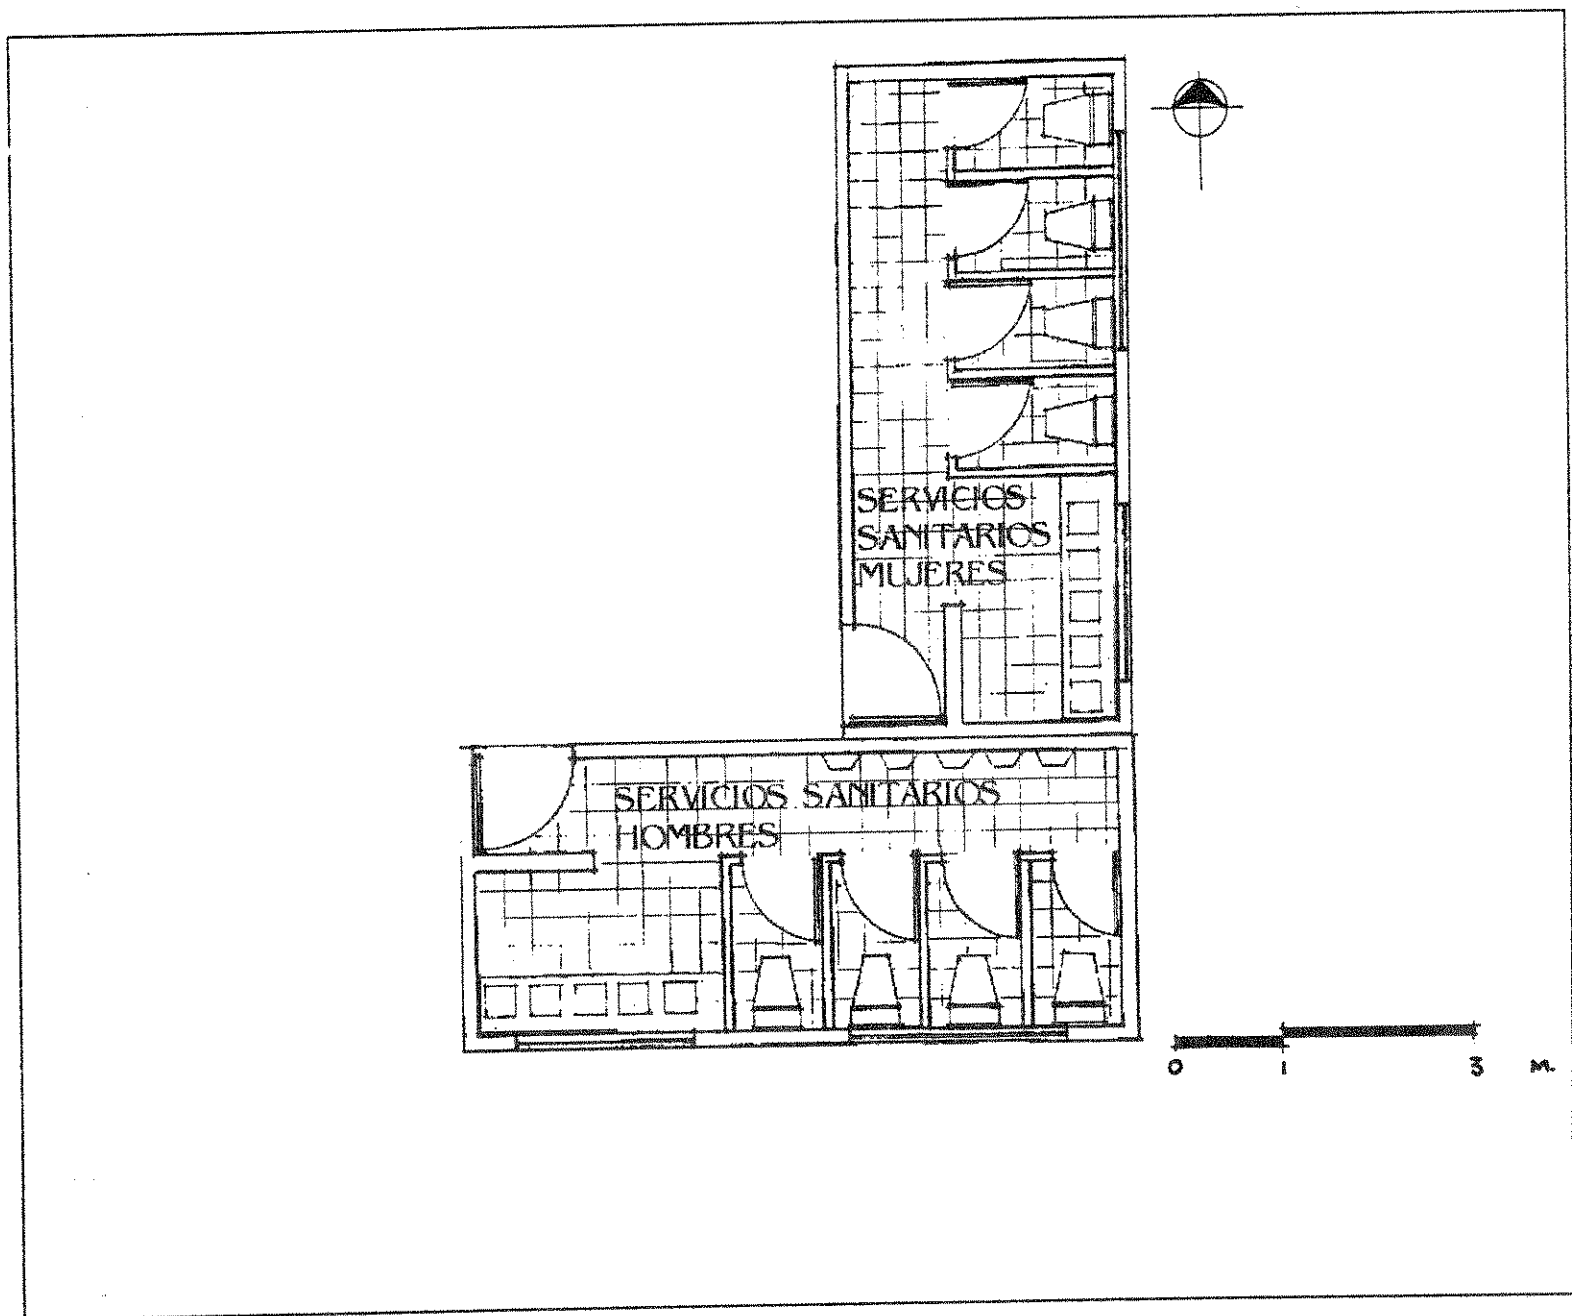 SERVICIOS
SANITARIOS
MUJERES
SERVICIOS SANITARIOS
HOMBRES
0 1 3 M.